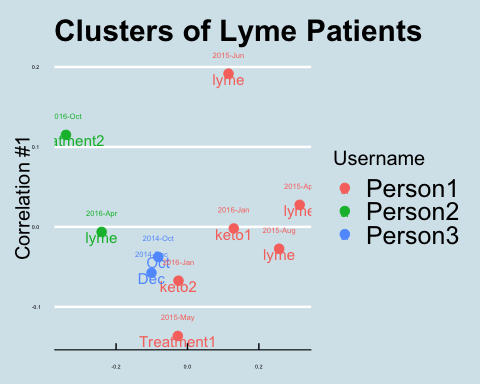 Clusters of Lyme Patients
2015-Jun
0.2
lyme
2016-Oct
atment2
0.1
Username
Person1
Person2
Person3
2015-Ap
lyme
2016-Apr
2016-Jan
0.0
lyme
keto1
2015-Aug
lyme
2014-Oct
Oct
Dec
2016-Jan
keto2
-0.1
2015-May
Treatment1
-0.2
0.0
0.2
Correlation #1